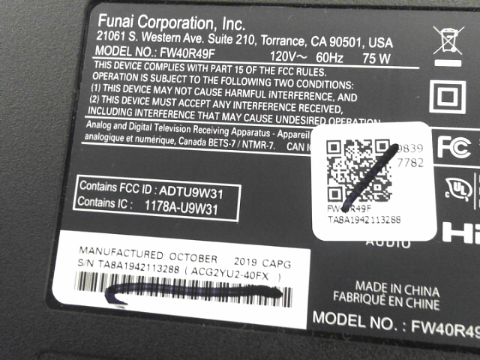 Funai Corporation, Inc.
21061 S. Western Ave. Suite 210, Torrance, CA 90501, USA
MODEL NO.: FW40R49F 120V~ 60Hz 75 W
THIS DEVICE COMPLIES WITH PART 15 OF THE FCC RULES.
OPERATION IS SUBJECT TO THE FOLLOWING TWO CONDITIONS:
(1) THIS DEVICE MAY NOT CAUSE HARMFUL INTERFERENCE, AND
(2) THIS DEVICE MUST ACCEPT ANY INTERFERENCE RECEIVED,
INCLUDING INTERFERENCE THAT MAY CAUSE UNDESIRED OPERATION.
Analog and Digital Television Receiving Apparatus - Appareil
analogique et numérique, Canada BETS-7 / NTMR-7. CAN
FC
9839
7782
FW40R49F
TA8A1942113288
UL
Contains FCC ID : ADTU9W31
Contains IC : 1178A-U9W31
AUDIO
MANUFACTURED OCTOBER 2019 CAPG
S/N TA8A1942113288 ( ACG2YU2-40FX )
MADE IN CHINA
FABRIQUÉ EN CHINE
MODEL NO. : FW40R49